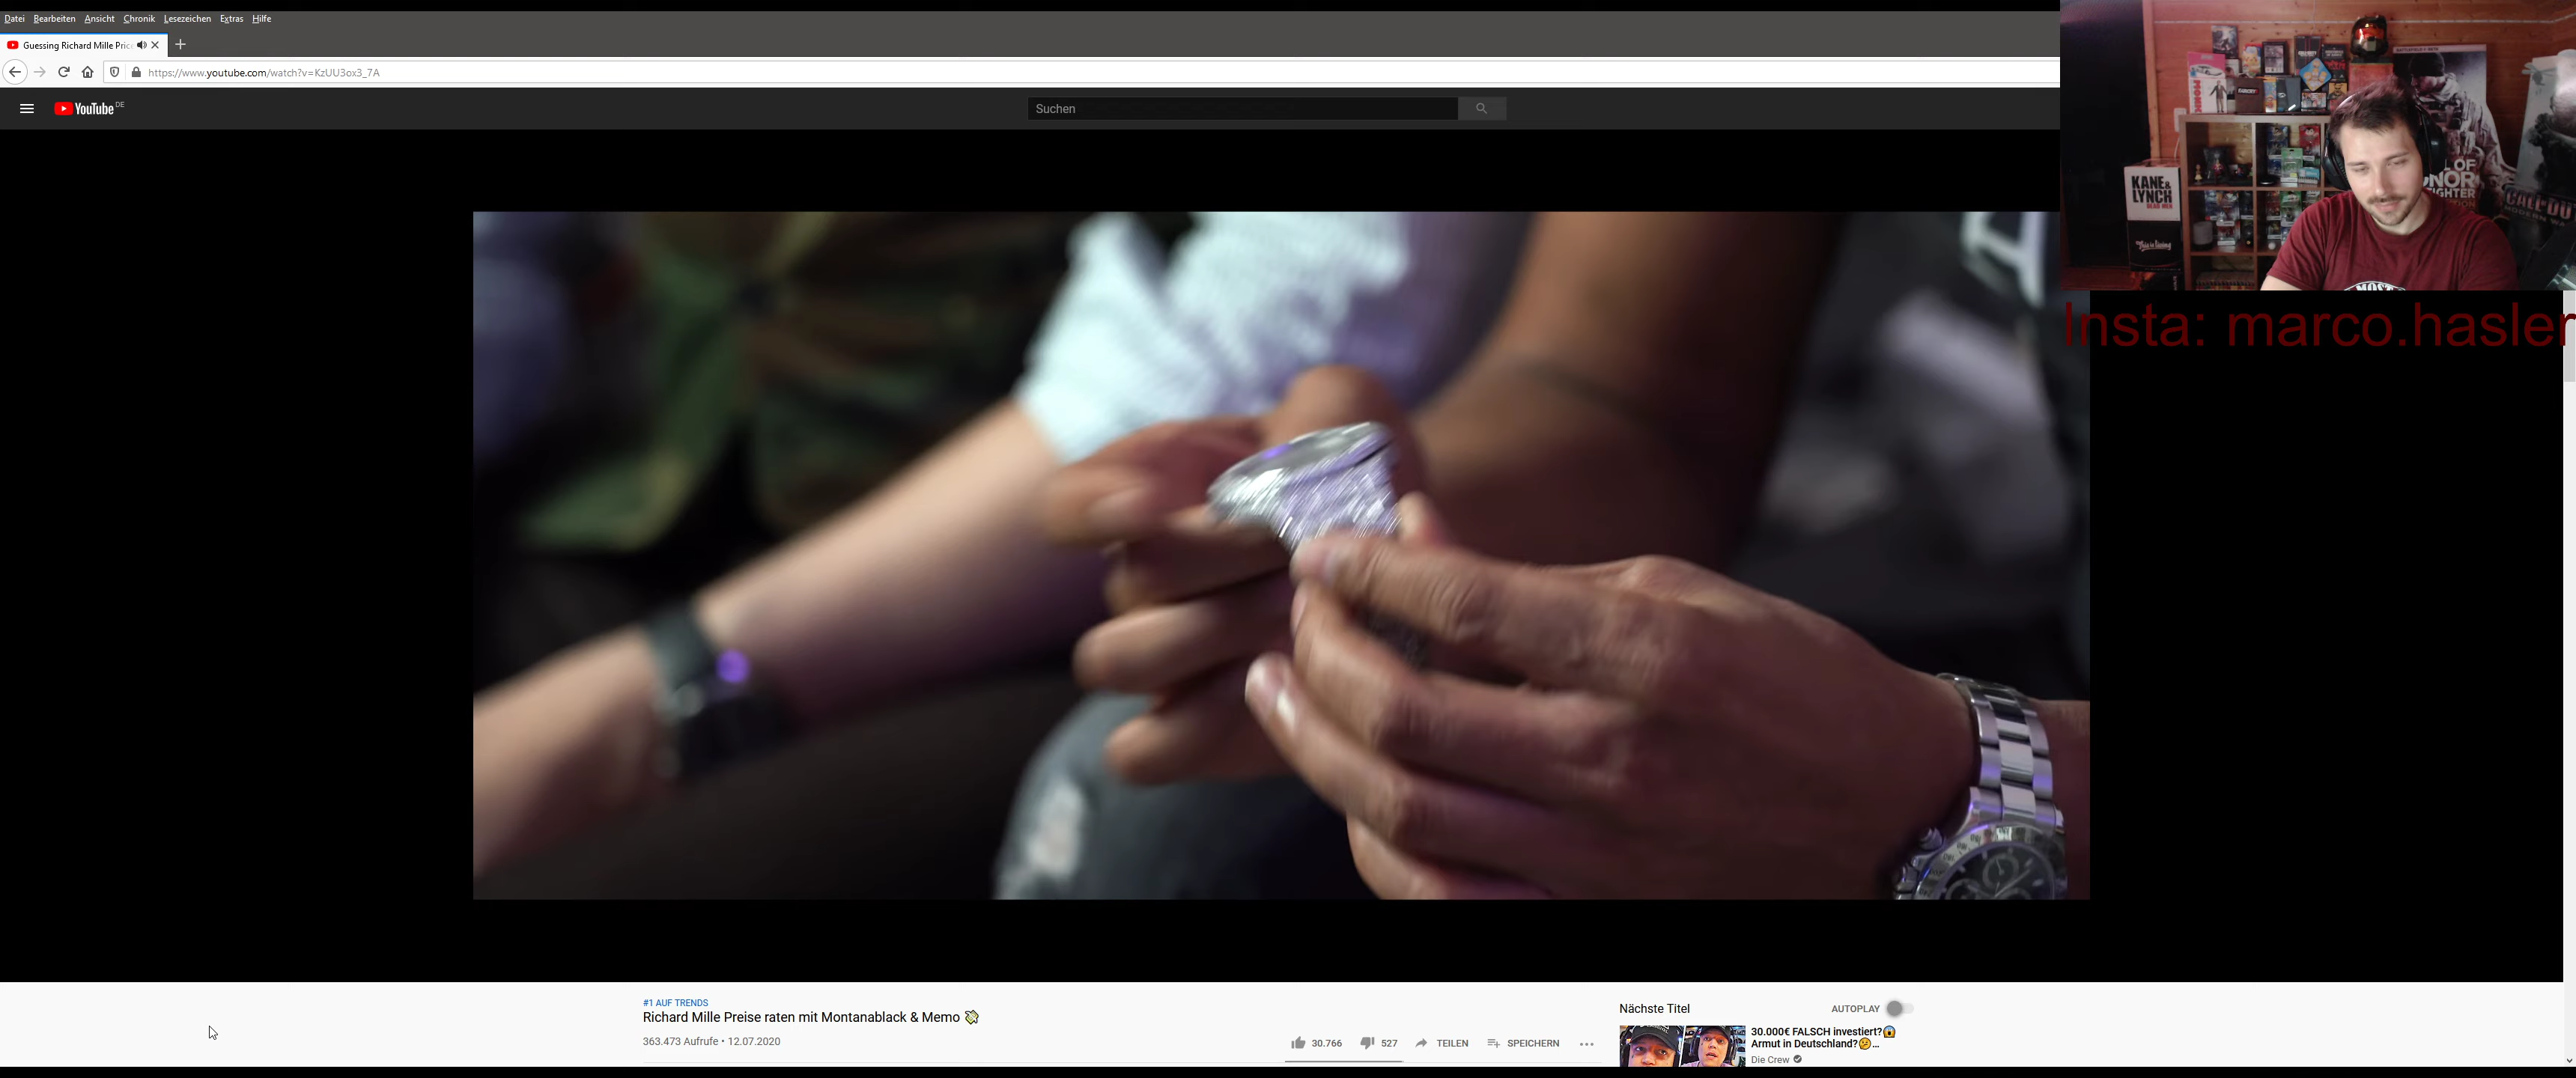 Datei Bearbeiten Ansicht Chronik Lesezeichen Extras Hilfe
Guessing Richard Mille Pric
https://www.youtube.com/watch?v=KzUU3ox3_7A
YouTube DE
Suchen
KANE &
LYNCH
DEAD MEN
Insta: marco.hasler
#1 AUF TRENDS
Richard Mille Preise raten mit Montanablack & Memo
363.473 Aufrufe • 12.07.2020
30.766 527 TEILEN SPEICHERN
Nächste Titel AUTOPLAY
30.000€ FALSCH investiert?
Armut in Deutschland? ...
Die Crew